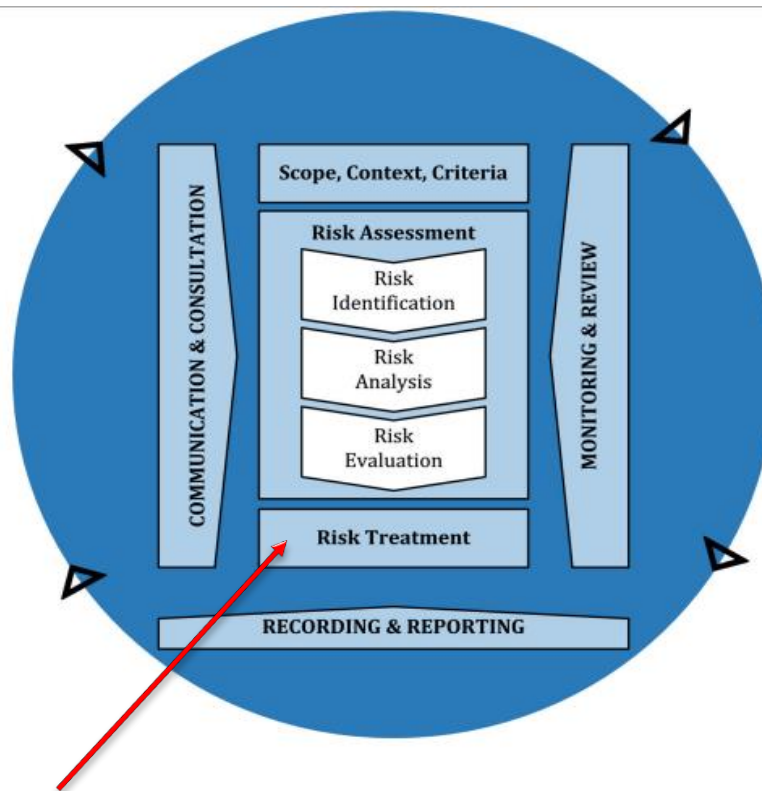 Scope, Context, Criteria
Risk Assessment
Risk
Identification
Risk
Analysis
Risk
Evaluation
Risk Treatment
COMMUNICATION & CONSULTATION
MONITORING & REVIEW
RECORDING & REPORTING